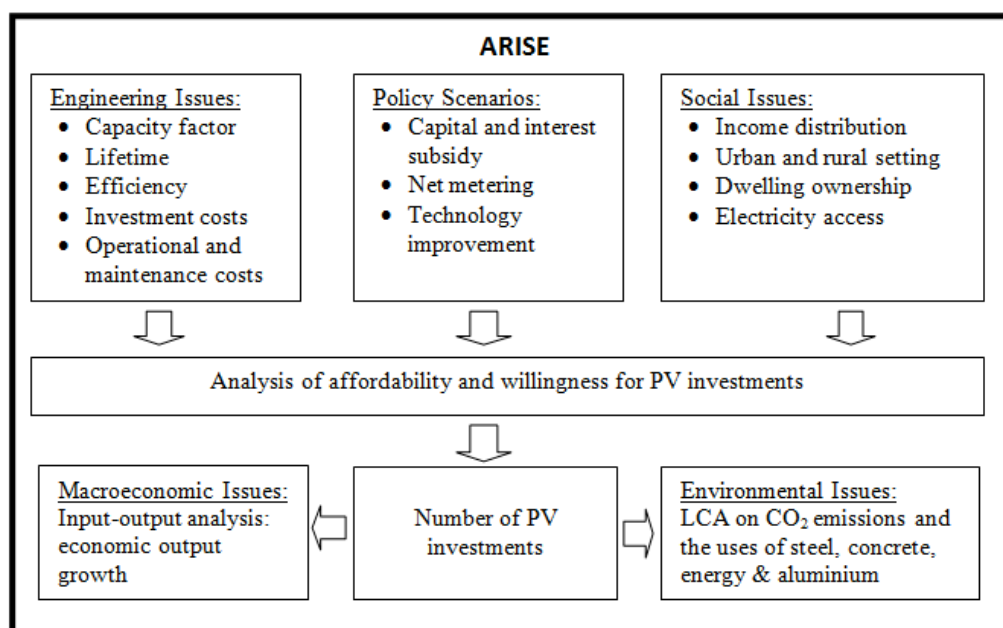 ARISE
Engineering Issues:
• Capacity factor
• Lifetime
• Efficiency
• Investment costs
• Operational and
maintenance costs
Policy Scenarios:
• Capital and interest
subsidy
• Net metering
• Technology
improvement
Social Issues:
• Income distribution
• Urban and rural setting
• Dwelling ownership
• Electricity access
Analysis of affordability and willingness for PV investments
Macroeconomic Issues:
Input-output analysis:
economic output
growth
Number of PV
investments
Environmental Issues:
LCA on CO₂ emissions and
the uses of steel, concrete,
energy & aluminium